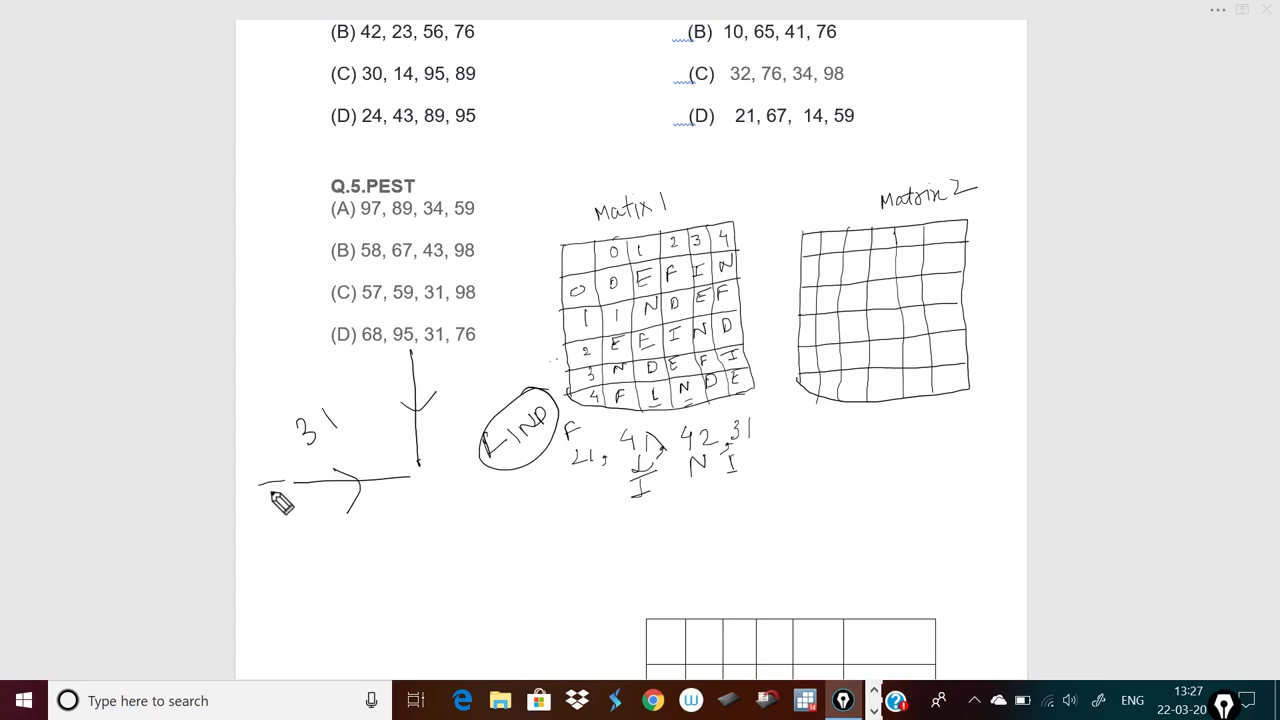 (B) 42, 23, 56, 76
(B) 10, 65, 41, 76
(C) 30, 14, 95, 89
(C) 32, 76, 34, 98
(D) 24, 43, 89, 95
(D) 21, 67, 14, 59
Q.5.PEST
(A) 97, 89, 34, 59
(B) 58, 67, 43, 98
(C) 57, 59, 31, 98
(D) 68, 95, 31, 76
Matix 1
0 1 2 3 4
0 D E F I N
1 I N D E F
2 E F I N D
3 N D E F I
4 F I N D E
Matrix 2
31
FIND
F
21, 41, 42, 31
I N I
I
Type here to search
ENG
13:27
22-03-20